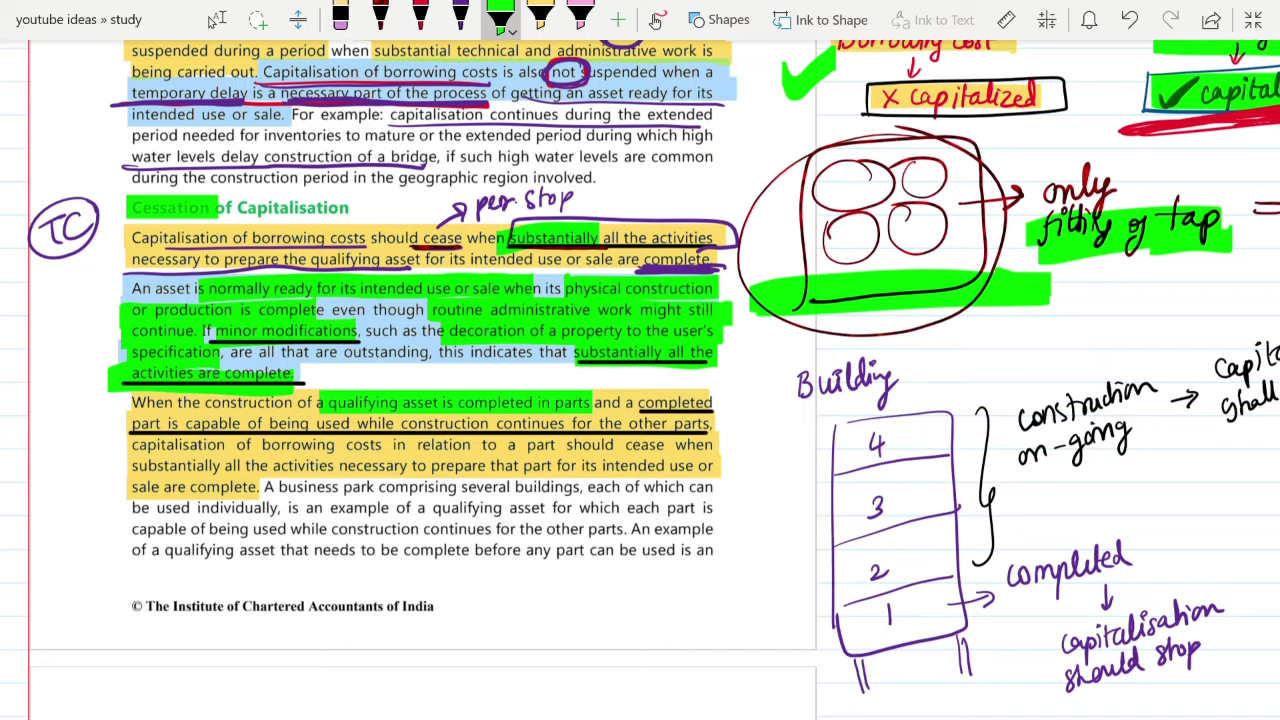 youtube ideas » study
Shapes
Ink to Shape
Ink to Text
suspended during a period when substantial technical and administrative work is
being carried out. Capitalisation of borrowing costs is also not suspended when a
temporary delay is a necessary part of the process of getting an asset ready for its
intended use or sale. For example: capitalisation continues during the extended
period needed for inventories to mature or the extended period during which high
water levels delay construction of a bridge, if such high water levels are common
during the construction period in the geographic region involved.
per. stop
Cessation of Capitalisation
TC
Capitalisation of borrowing costs should cease when substantially all the activities
necessary to prepare the qualifying asset for its intended use or sale are complete.
An asset is normally ready for its intended use or sale when its physical construction
or production is complete even though routine administrative work might still
continue. If minor modifications, such as the decoration of a property to the user's
specification, are all that are outstanding, this indicates that substantially all the
activities are complete.
When the construction of a qualifying asset is completed in parts and a completed
part is capable of being used while construction continues for the other parts,
capitalisation of borrowing costs in relation to a part should cease when
substantially all the activities necessary to prepare that part for its intended use or
sale are complete. A business park comprising several buildings, each of which can
be used individually, is an example of a qualifying asset for which each part is
capable of being used while construction continues for the other parts. An example
of a qualifying asset that needs to be complete before any part can be used is an
© The Institute of Chartered Accountants of India
Borrowing cost
X capitalized
✓ capital
only
of tap
=
Building
4
3
2
1
construction
on-going
→ capit
shall
completed
capitalisation
should stop